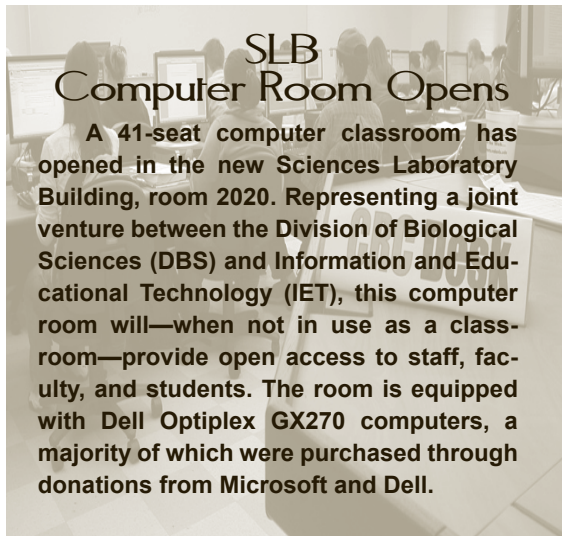 SLB
Computer Room Opens
A 41-seat computer classroom has
opened in the new Sciences Laboratory
Building, room 2020. Representing a joint
venture between the Division of Biological
Sciences (DBS) and Information and Edu-
cational Technology (IET), this computer
room will—when not in use as a class-
room—provide open access to staff, fac-
ulty, and students. The room is equipped
with Dell Optiplex GX270 computers, a
majority of which were purchased through
donations from Microsoft and Dell.